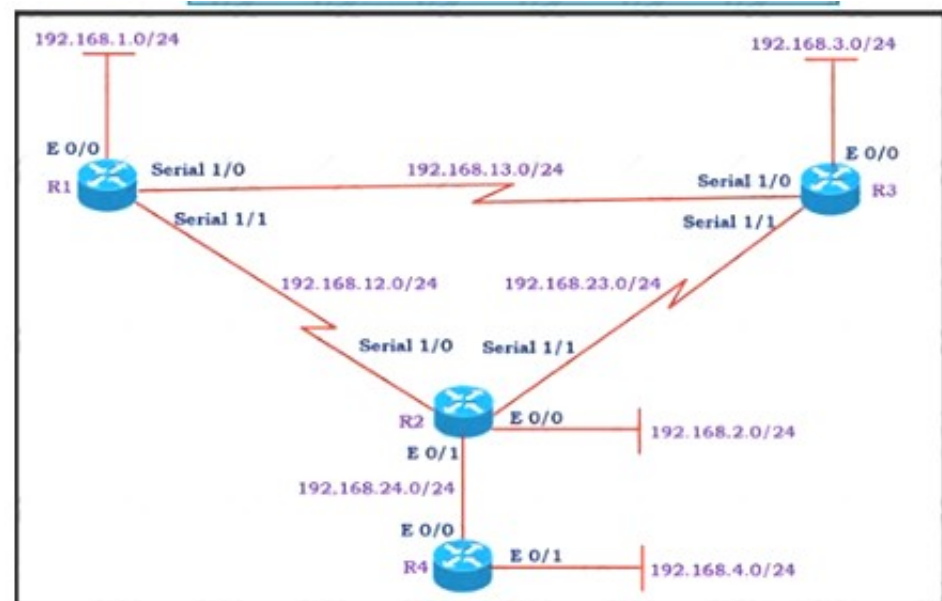 192.168.1.0/24
192.168.3.0/24
E 0/0
E 0/0
R1
Serial 1/0
192.168.13.0/24
Serial 1/0
R3
Serial 1/1
Serial 1/1
192.168.12.0/24
192.168.23.0/24
Serial 1/0
Serial 1/1
R2
E 0/0
192.168.2.0/24
E 0/1
192.168.24.0/24
E 0/0
R4
E 0/1
192.168.4.0/24